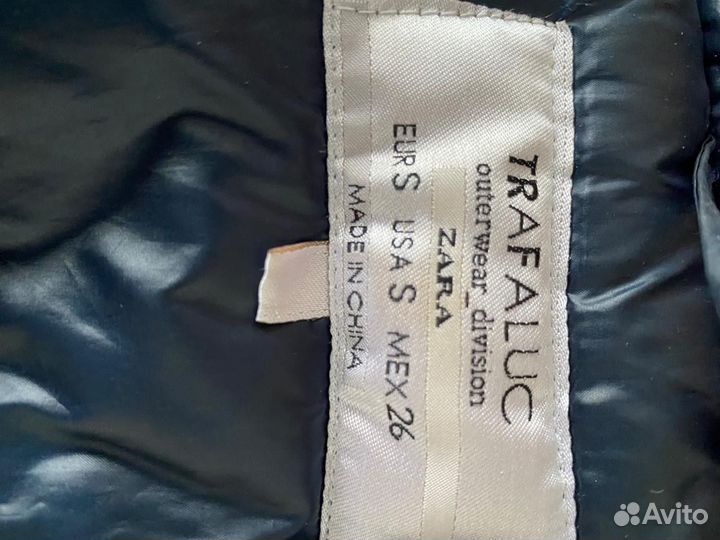 TRAFALUC
outerwear_division
ZARA
EUR S USA S MEX 26
MADE IN CHINA
Avito